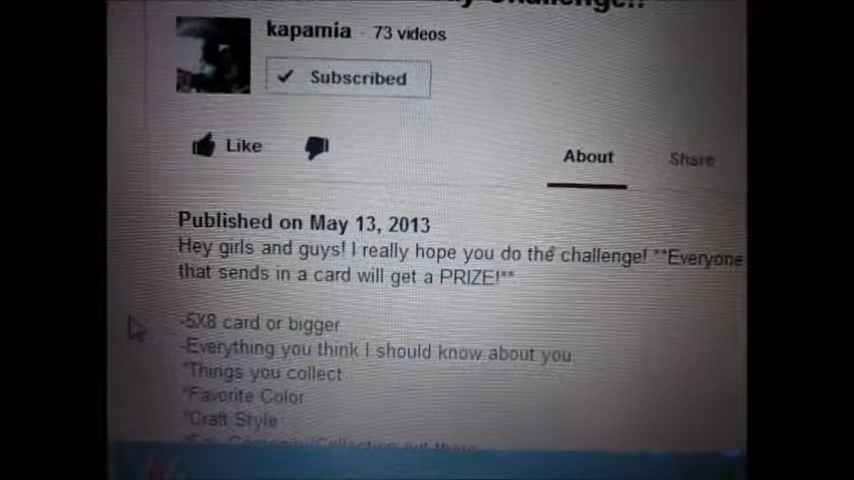 Challenge!!
kapamia · 73 videos
Subscribed
Like
About Share
Published on May 13, 2013
Hey girls and guys! I really hope you do the challenge! **Everyone
that sends in a card will get a PRIZE!**
-5X8 card or bigger
-Everything you think I should know about you.
*Things you collect
*Favorite Color
*Craft Style